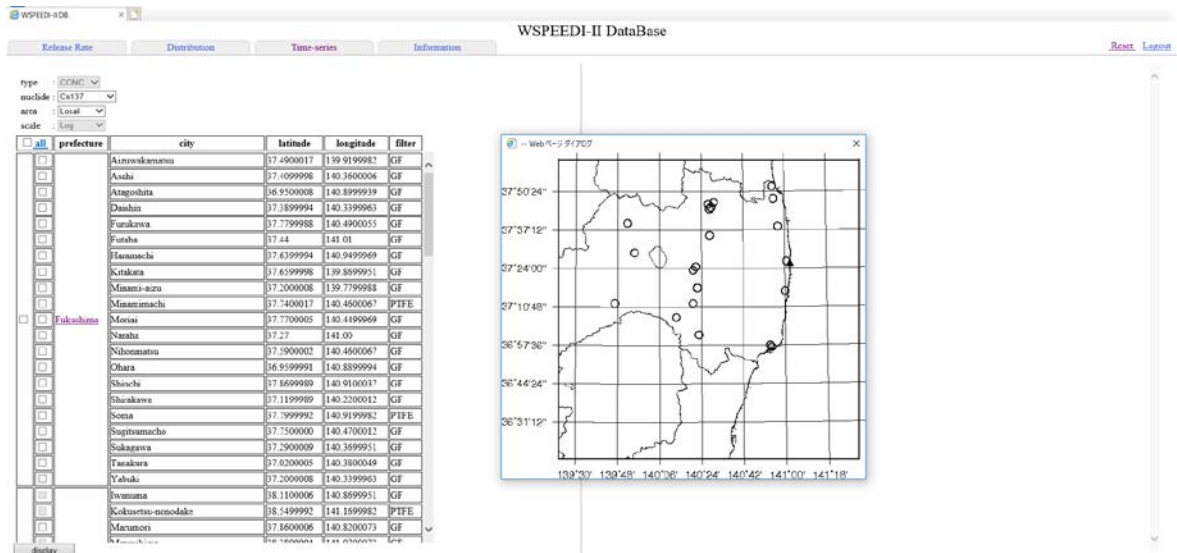 WSPEEDI-II DB
WSPEEDI-II DataBase
Release Rate Distribution Time-series Information Reset Logout
type : CONC
nuclide : Cs137
area : Local
scale : Log
all prefecture city latitude longitude filter
Aizuwakamatsu 37.4900017 139.9199982 GF
Asahi 37.4099998 140.3600006 GF
Atagoshita 36.9500008 140.8999939 GF
Daishin 37.3899994 140.3399963 GF
Furukawa 37.7799988 140.4900055 GF
Futaba 37.44 141.01 GF
Haramachi 37.6399994 140.9499969 GF
Kitakata 37.6599998 139.8699951 GF
Minami-aizu 37.2000008 139.7799988 GF
Minamimachi 37.7400017 140.4600067 PTFE
Moriai 37.7700005 140.4499969 GF
Fukushima
Naraha 37.27 141.00 GF
Nihonmatsu 37.5900002 140.4600067 GF
Ohara 36.9599991 140.8899994 GF
Shinchi 37.8699989 140.9100037 GF
Shirakawa 37.1199989 140.2200012 GF
Soma 37.7999992 140.9199982 PTFE
Sugitsumacho 37.7500000 140.4700012 GF
Sukagawa 37.2900009 140.3699951 GF
Tanakura 37.0200005 140.3800049 GF
Yabuki 37.2000008 140.3399963 GF
Iwanuma 38.1100006 140.8699951 GF
Kokusetsu-nonodake 38.5499992 141.1699982 PTFE
Marumori 37.8600006 140.8200073 GF
display
-- Web ページ ダイアログ
37°50'24"
37°37'12"
37°24'00"
37°10'48"
36°57'36"
36°44'24"
36°31'12"
139°30' 139°48' 140°06' 140°24' 140°42' 141°00' 141°18'